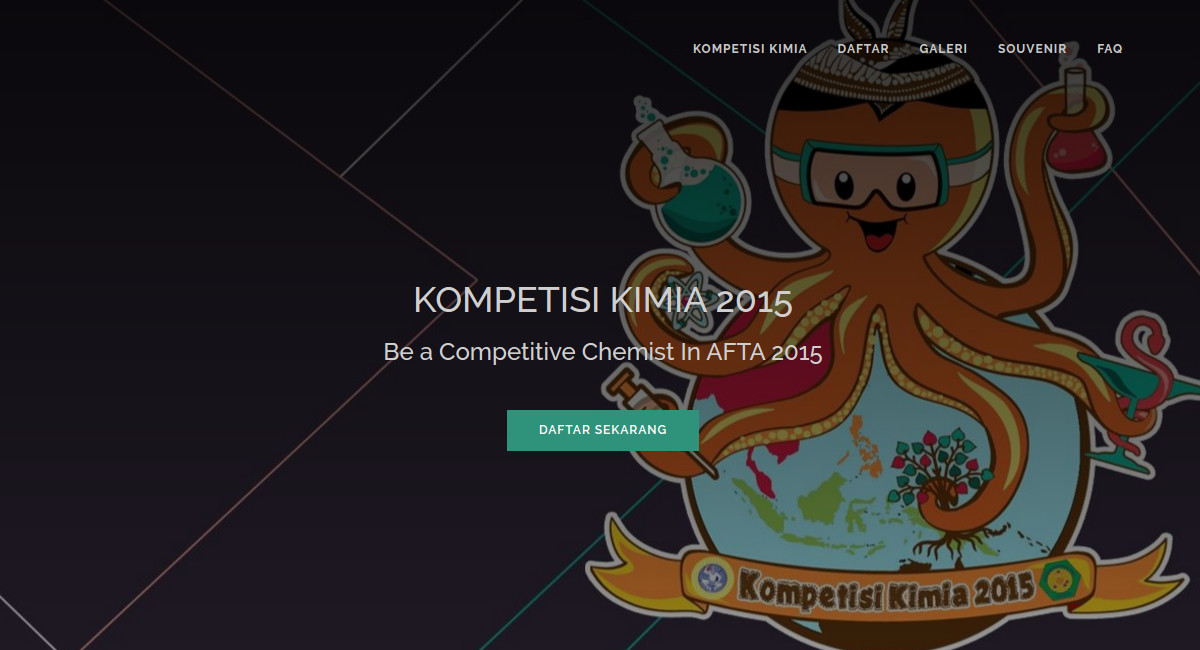 KOMPETISI KIMIA DAFTAR GALERI SOUVENIR FAQ
KOMPETISI KIMIA 2015
Be a Competitive Chemist In AFTA 2015
DAFTAR SEKARANG
Kompetisi Kimia 2015